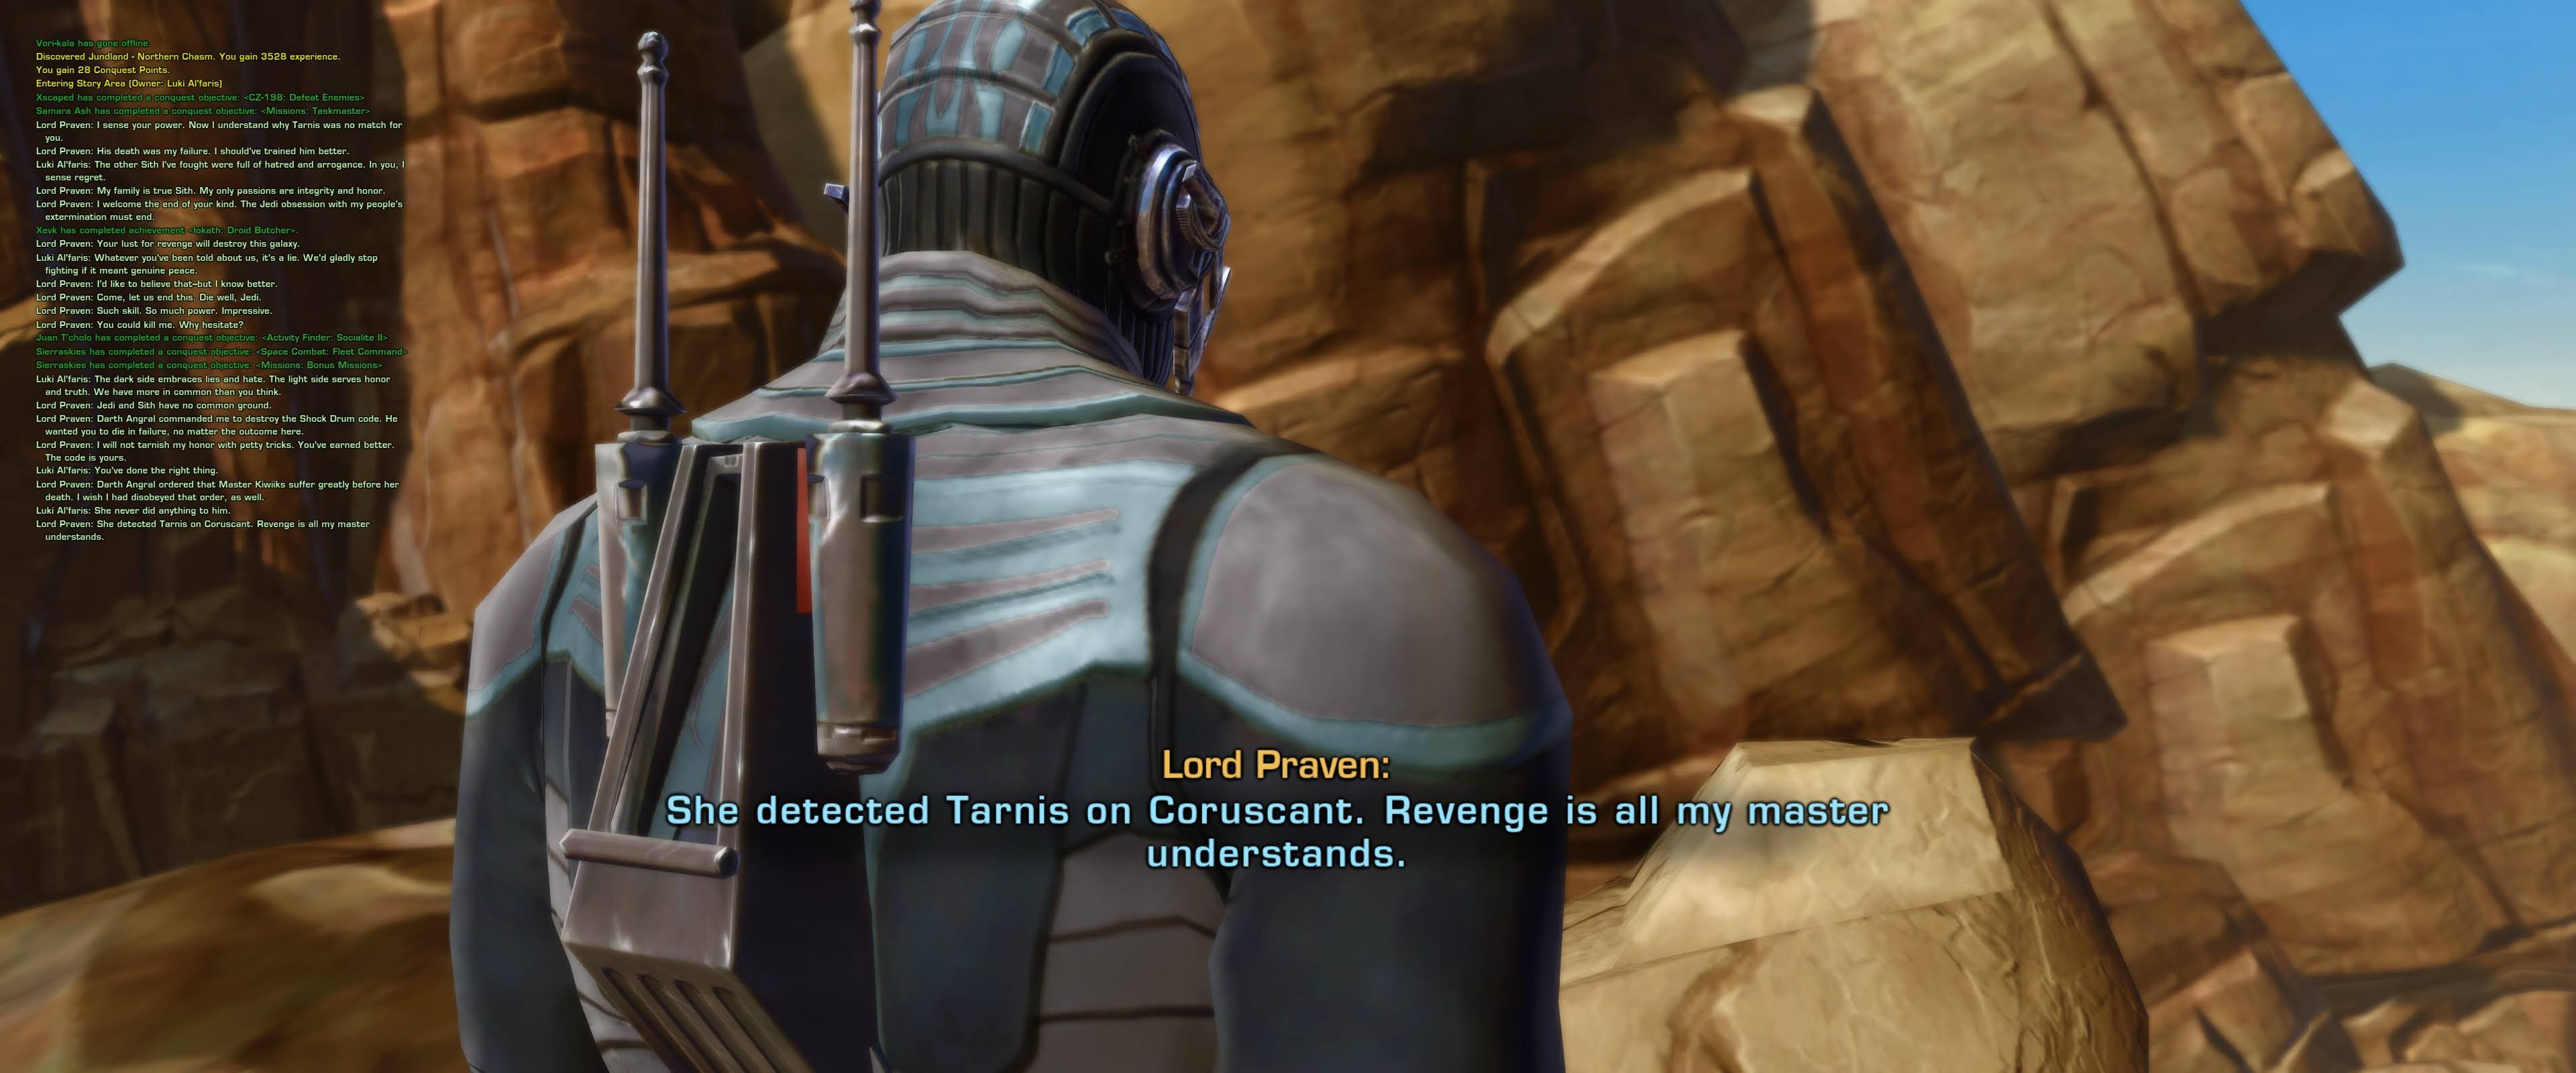 Vori-kala has gone offline.
Discovered Jundland - Northern Chasm. You gain 3528 experience.
You gain 28 Conquest Points.
Entering Story Area (Owner: Luki Al'faris)
Xscaped has completed a conquest objective: <CZ-198: Defeat Enemies>
Samara Ash has completed a conquest objective: <Missions: Taskmaster>
Lord Praven: I sense your power. Now I understand why Tarnis was no match for
you.
Lord Praven: His death was my failure. I should've trained him better.
Luki Al'faris: The other Sith I've fought were full of hatred and arrogance. In you, I
sense regret.
Lord Praven: My family is true Sith. My only passions are integrity and honor.
Lord Praven: I welcome the end of your kind. The Jedi obsession with my people's
extermination must end.
Xevk has completed achievement <Iokath: Droid Butcher>.
Lord Praven: Your lust for revenge will destroy this galaxy.
Luki Al'faris: Whatever you've been told about us, it's a lie. We'd gladly stop
fighting if it meant genuine peace.
Lord Praven: I'd like to believe that–but I know better.
Lord Praven: Come, let us end this. Die well, Jedi.
Lord Praven: Such skill. So much power. Impressive.
Lord Praven: You could kill me. Why hesitate?
Juan T'cholo has completed a conquest objective: <Activity Finder: Socialite II>
Sierraskies has completed a conquest objective: <Space Combat: Fleet Command>
Sierraskies has completed a conquest objective: <Missions: Bonus Missions>
Luki Al'faris: The dark side embraces lies and hate. The light side serves honor
and truth. We have more in common than you think.
Lord Praven: Jedi and Sith have no common ground.
Lord Praven: Darth Angral commanded me to destroy the Shock Drum code. He
wanted you to die in failure, no matter the outcome here.
Lord Praven: I will not tarnish my honor with petty tricks. You've earned better.
The code is yours.
Luki Al'faris: You've done the right thing.
Lord Praven: Darth Angral ordered that Master Kiwiiks suffer greatly before her
death. I wish I had disobeyed that order, as well.
Luki Al'faris: She never did anything to him.
Lord Praven: She detected Tarnis on Coruscant. Revenge is all my master
understands.
Lord Praven:
She detected Tarnis on Coruscant. Revenge is all my master
understands.